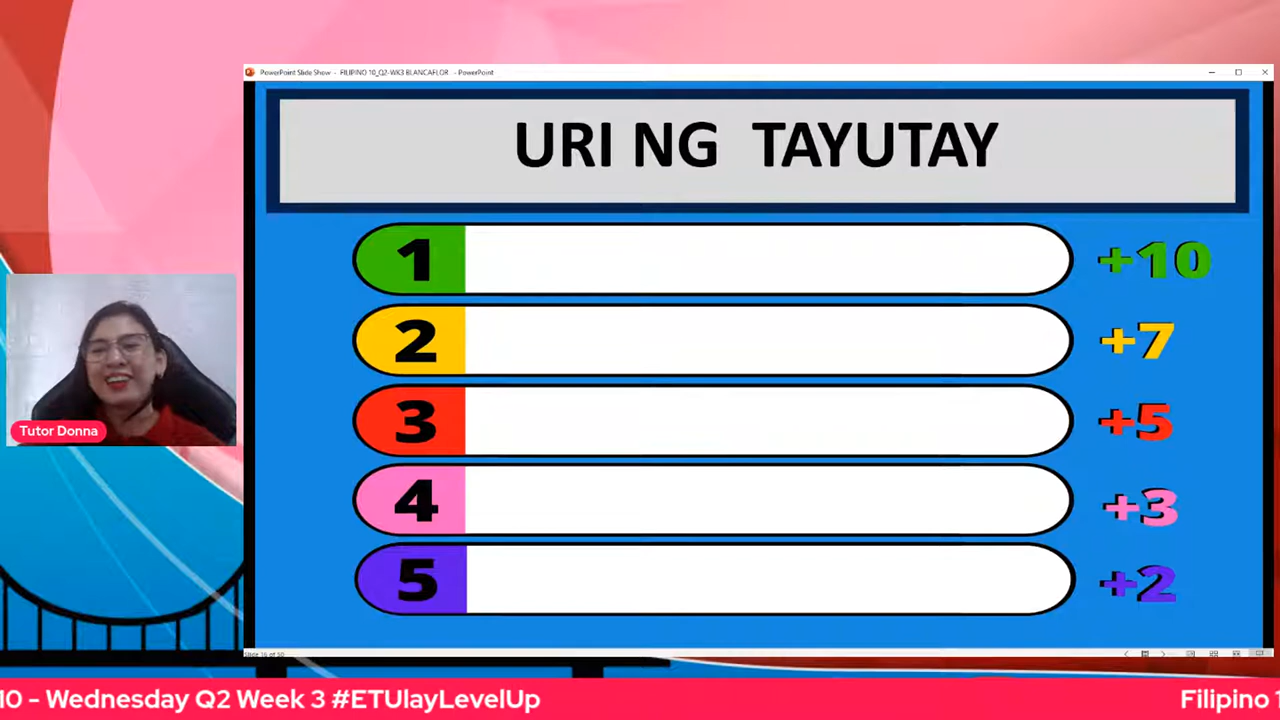 PowerPoint Slide Show - FILIPINO 10_Q2-WK3 BLANCAFLOR - PowerPoint
URI NG TAYUTAY
1 +10
2 +7
3 +5
4 +3
5 +2
Tutor Donna
10 - Wednesday Q2 Week 3 #ETUlayLevelUp
Filipino 1